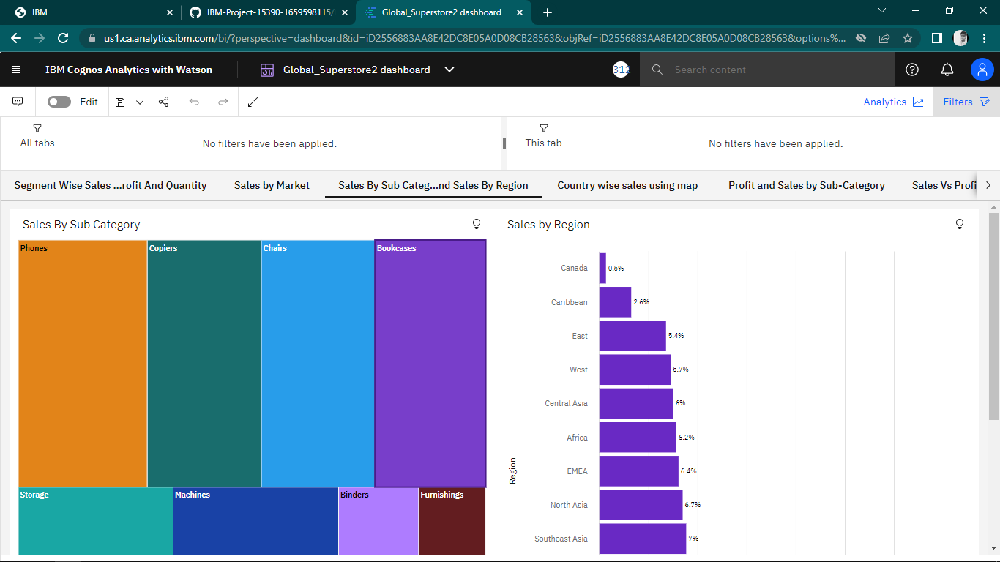 IBM
IBM-Project-15390-1659598115/
Global_Superstore2 dashboard
us1.ca.analytics.ibm.com/bi/?perspective=dashboard&id=iD2556883AA8E42DC8E05A0D08CB28563&objRef=iD2556883AA8E42DC8E05A0D08CB28563&options%...
IBM Cognos Analytics with Watson
Global_Superstore2 dashboard
312
Search content
Edit
Analytics
Filters
All tabs
No filters have been applied.
This tab
No filters have been applied.
Segment Wise Sales ...rofit And Quantity
Sales by Market
Sales By Sub Categ...nd Sales By Region
Country wise sales using map
Profit and Sales by Sub-Category
Sales Vs Profi
Sales By Sub Category
Phones
Copiers
Chairs
Bookcases
Storage
Machines
Binders
Furnishings
Sales by Region
Region
Canada 0.5%
Caribbean 2.6%
East 5.4%
West 5.7%
Central Asia 6%
Africa 6.2%
EMEA 6.4%
North Asia 6.7%
Southeast Asia 7%